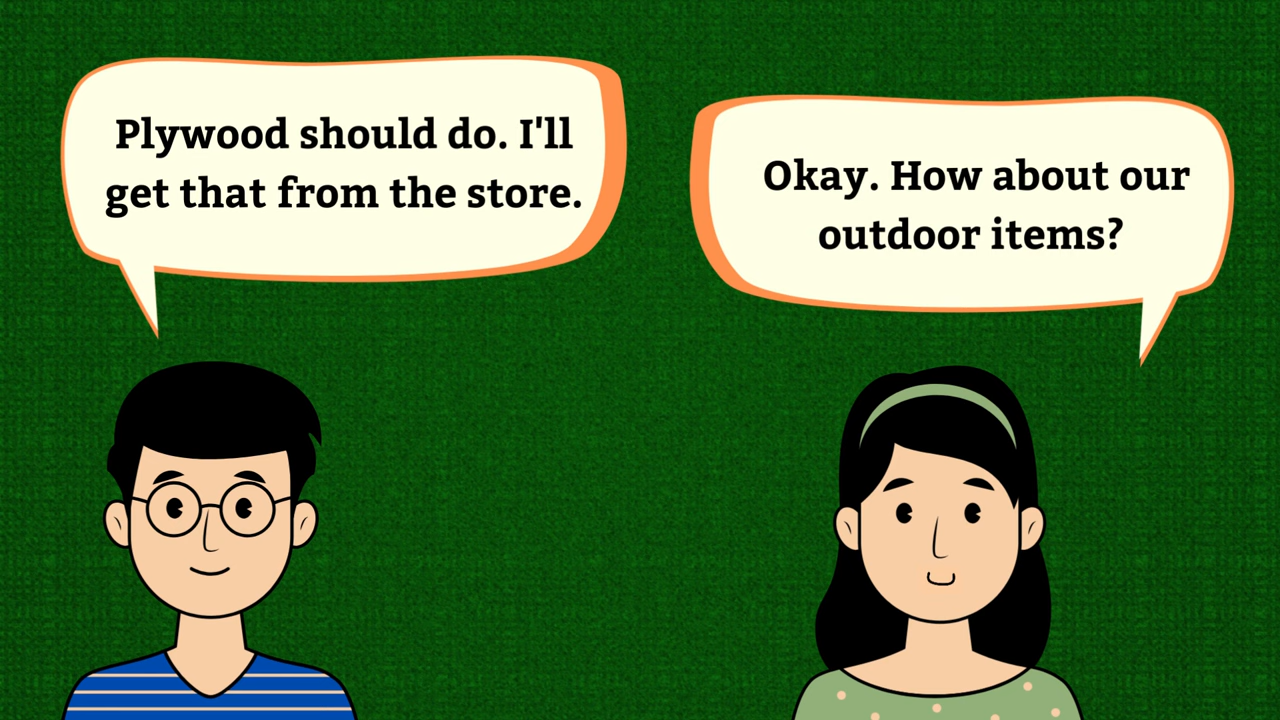 Plywood should do. I'll
get that from the store.
Okay. How about our
outdoor items?